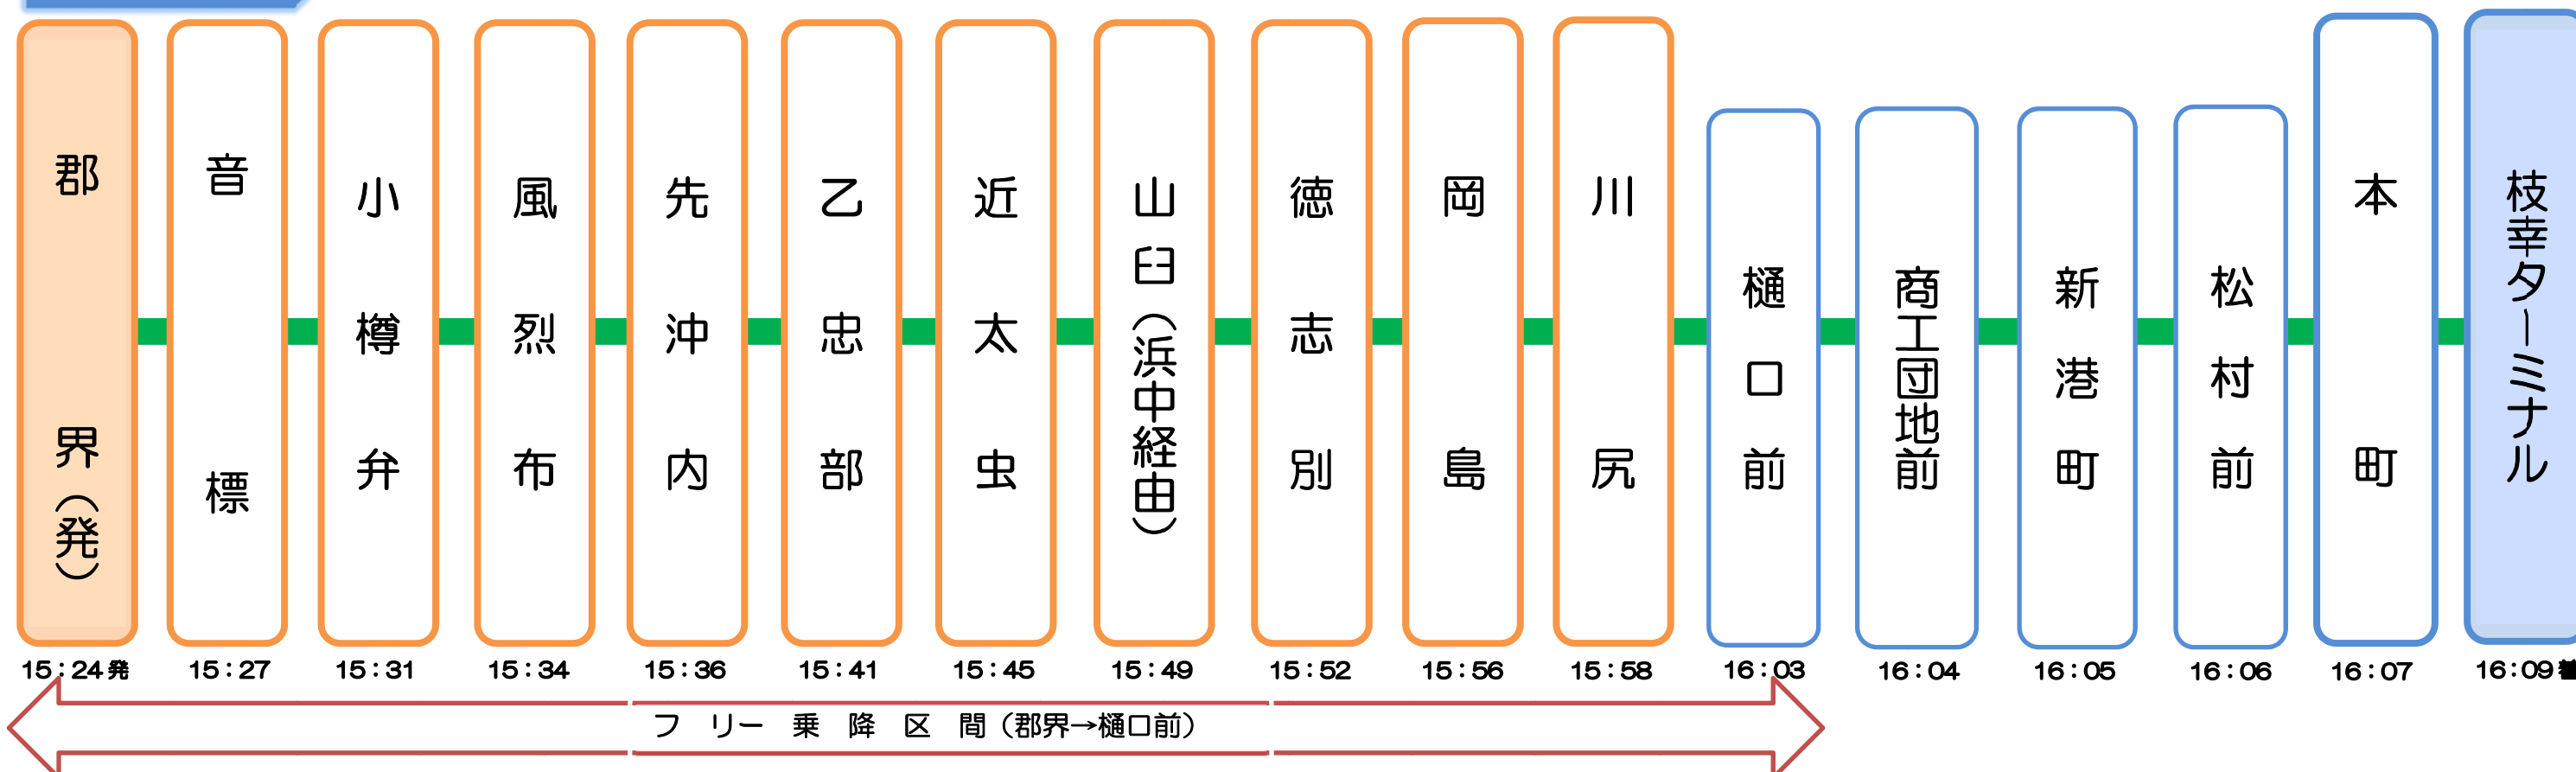 郡界（発）
音標
小樽弁
風烈布
先沖内
乙忠部
近太虫
山臼（浜中経由）
徳志別
岡島
川尻
樋口前
商工団地前
新港町
松村前
本町
枝幸ターミナル
15：24発
15：27
15：31
15：34
15：36
15：41
15：45
15：49
15：52
15：56
15：58
16：03
16：04
16：05
16：06
16：07
16：09
フリー乗降区間（郡界→樋口前）